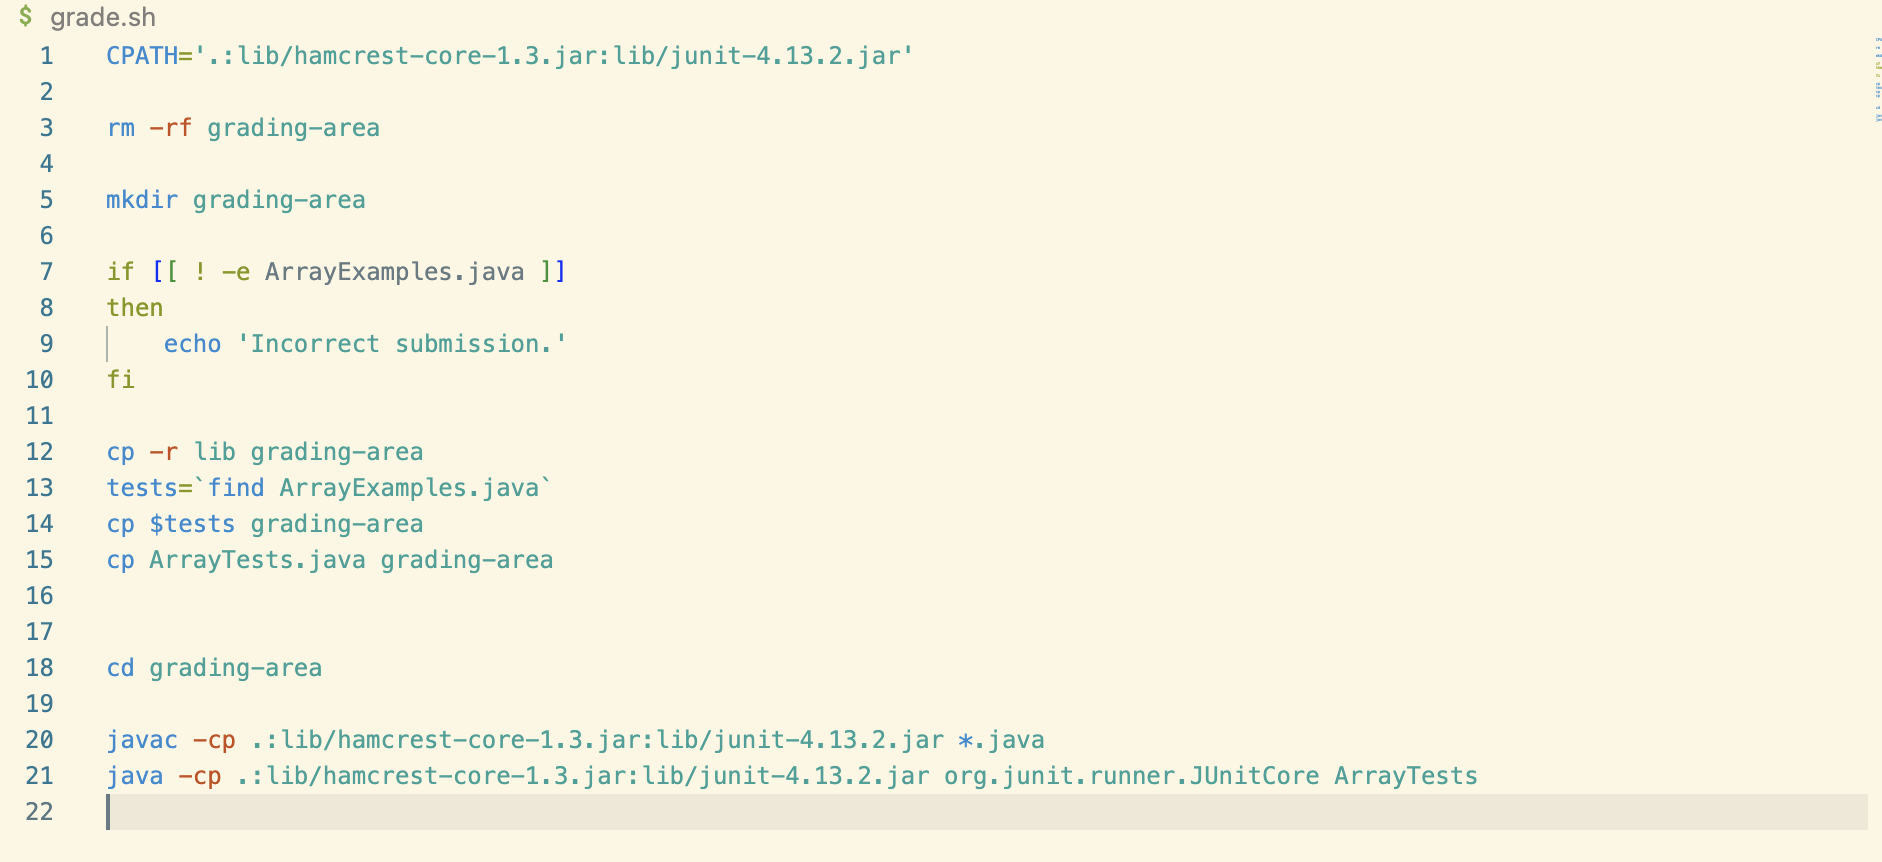 $ grade.sh
1 CPATH='.:lib/hamcrest-core-1.3.jar:lib/junit-4.13.2.jar'
2
3 rm -rf grading-area
4
5 mkdir grading-area
6
7 if [[ ! -e ArrayExamples.java ]]
8 then
9     echo 'Incorrect submission.'
10 fi
11
12 cp -r lib grading-area
13 tests=`find ArrayExamples.java`
14 cp $tests grading-area
15 cp ArrayTests.java grading-area
16
17
18 cd grading-area
19
20 javac -cp .:lib/hamcrest-core-1.3.jar:lib/junit-4.13.2.jar *.java
21 java -cp .:lib/hamcrest-core-1.3.jar:lib/junit-4.13.2.jar org.junit.runner.JUnitCore ArrayTests
22